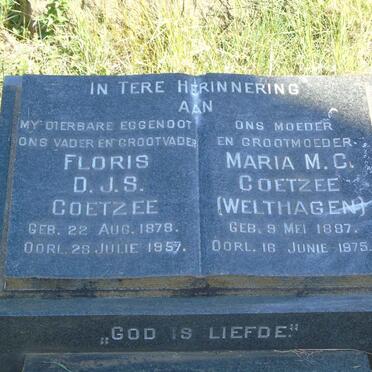 IN TERE HERINNERING
AAN
MY DIERBARE EGGENOOT
ONS VADER EN GROOTVADER
FLORIS
D.J.S.
COETZEE
GEB. 22 AUG. 1878.
OORL. 28 JULIE 1957.
ONS MOEDER
EN GROOTMOEDER
MARIA M.C.
COETZEE
(WELTHAGEN)
GEB. 9 MEI 1887.
OORL. 16 JUNIE 1975.
„GOD IS LIEFDE."